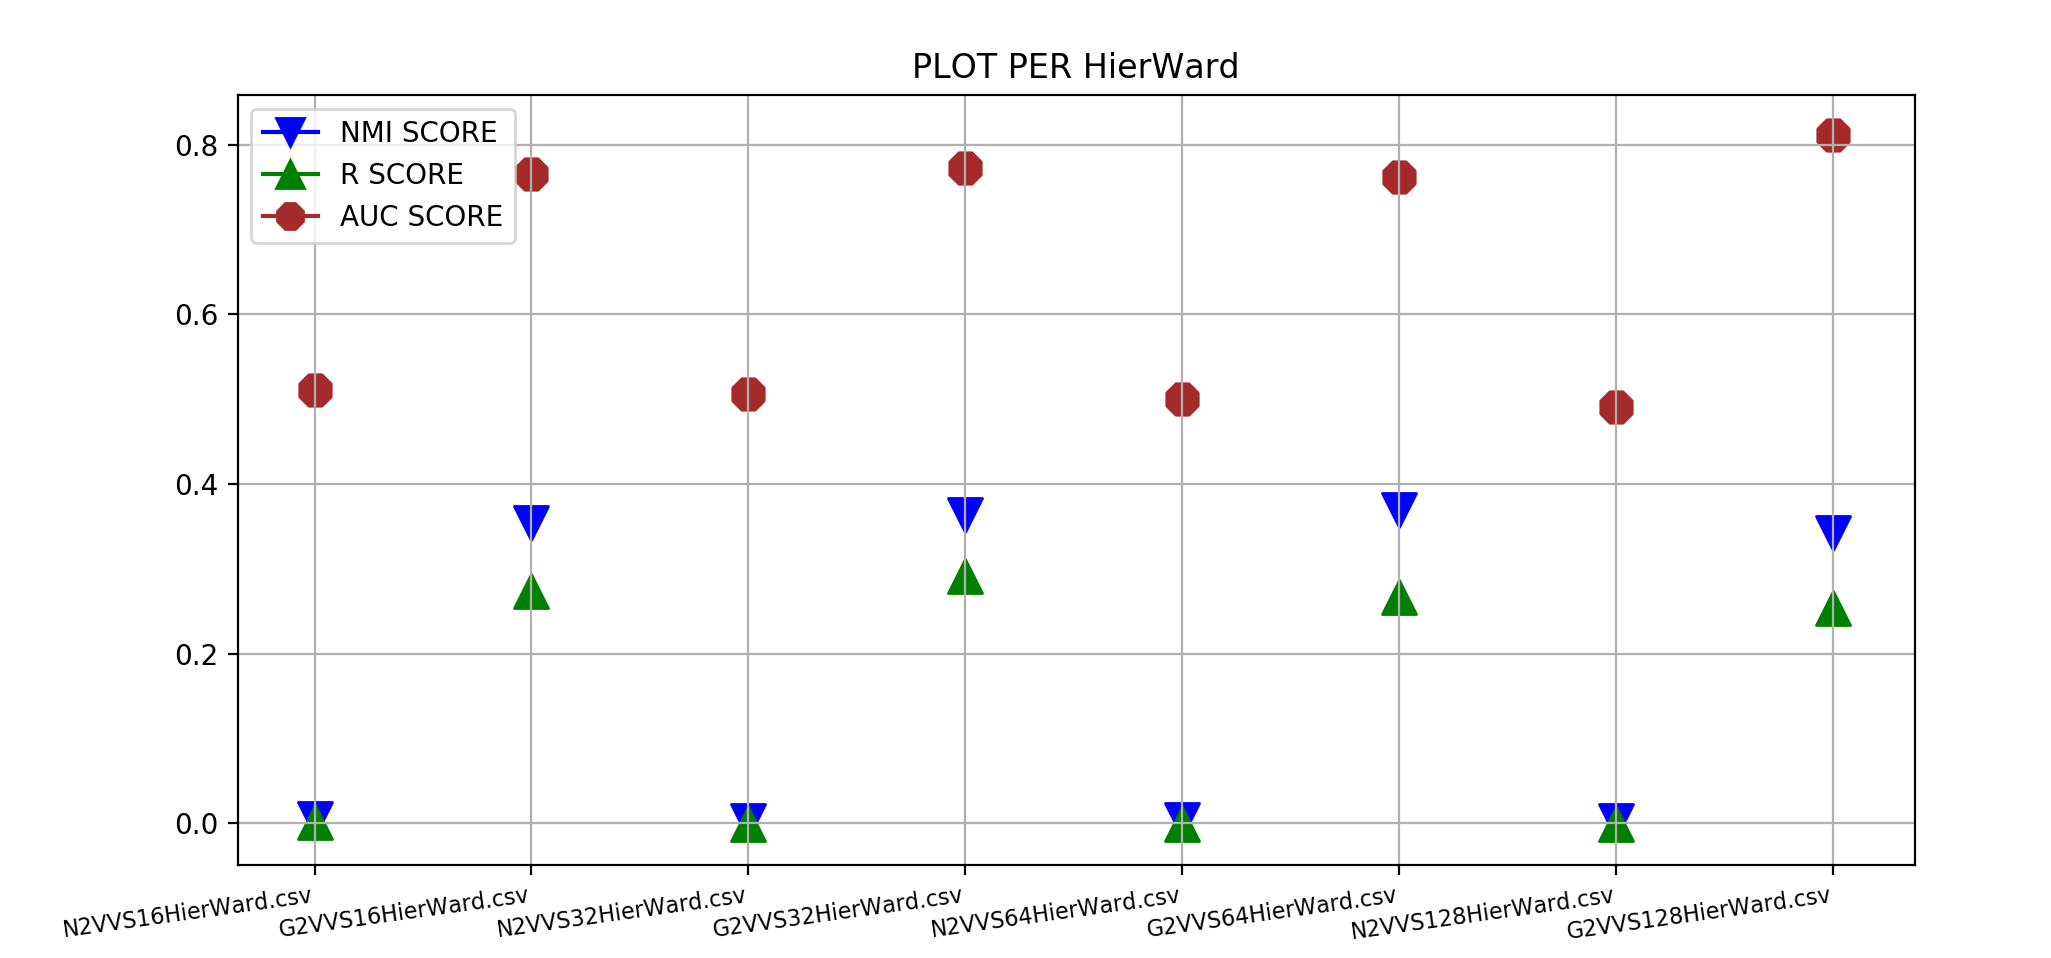 PLOT PER HierWard
NMI SCORE
R SCORE
AUC SCORE
0.8
0.6
0.4
0.2
0.0
N2VVS16HierWard.csv
G2VVS16HierWard.csv
N2VVS32HierWard.csv
G2VVS32HierWard.csv
N2VVS64HierWard.csv
G2VVS64HierWard.csv
N2VVS128HierWard.csv
G2VVS128HierWard.csv